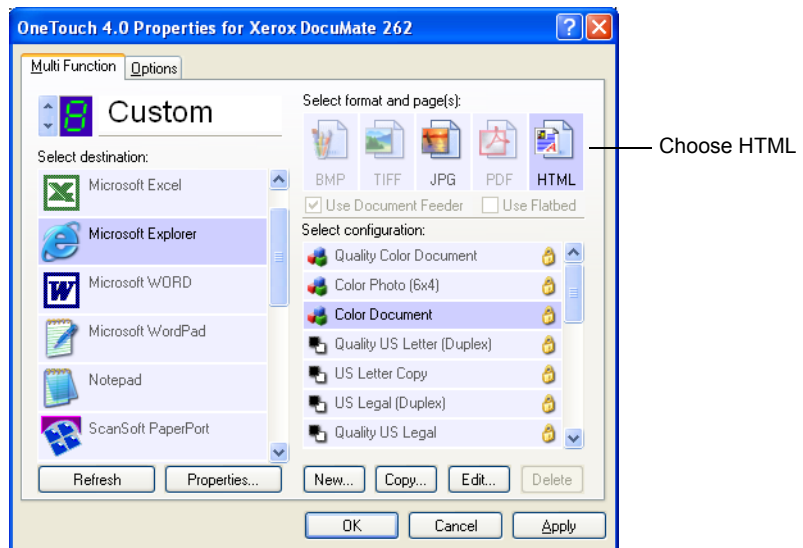 OneTouch 4.0 Properties for Xerox DocuMate 262
Multi Function
Options
8
Custom
Select destination:
Microsoft Excel
Microsoft Explorer
Microsoft WORD
Microsoft WordPad
Notepad
ScanSoft PaperPort
Refresh
Properties...
Select format and page(s):
BMP
TIFF
JPG
PDF
HTML
Use Document Feeder
Use Flatbed
Select configuration:
Quality Color Document
Color Photo (6x4)
Color Document
Quality US Letter (Duplex)
US Letter Copy
US Legal (Duplex)
Quality US Legal
New...
Copy...
Edit...
Delete
OK
Cancel
Apply
Choose HTML